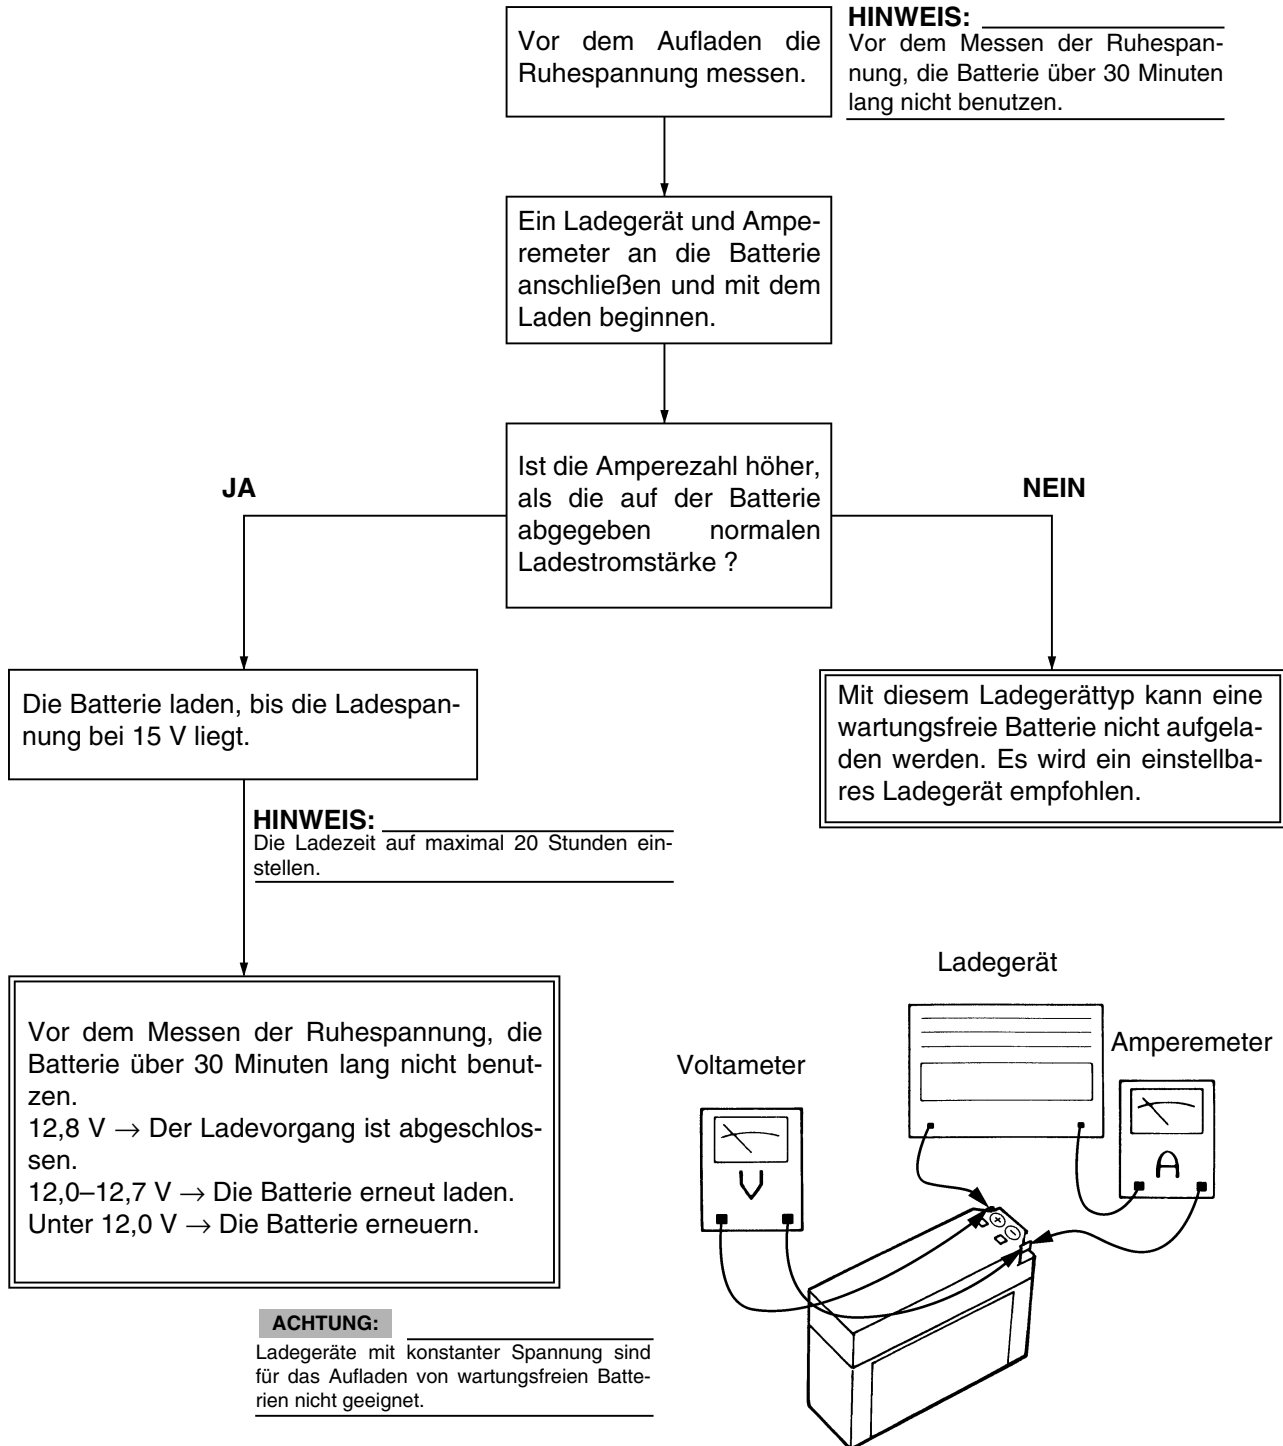 Vor dem Aufladen die
Ruhespannung messen.
HINWEIS:
Vor dem Messen der Ruhespan-
nung, die Batterie über 30 Minuten
lang nicht benutzen.
Ein Ladegerät und Ampe-
remeter an die Batterie
anschließen und mit dem
Laden beginnen.
Ist die Amperezahl höher,
als die auf der Batterie
abgegeben normalen
Ladestromstärke ?
JA
NEIN
Die Batterie laden, bis die Ladespan-
nung bei 15 V liegt.
Mit diesem Ladegerättyp kann eine
wartungsfreie Batterie nicht aufgela-
den werden. Es wird ein einstellba-
res Ladegerät empfohlen.
HINWEIS:
Die Ladezeit auf maximal 20 Stunden ein-
stellen.
Vor dem Messen der Ruhespannung, die
Batterie über 30 Minuten lang nicht benut-
zen.
12,8 V → Der Ladevorgang ist abgeschlos-
sen.
12,0–12,7 V → Die Batterie erneut laden.
Unter 12,0 V → Die Batterie erneuern.
Ladegerät
Amperemeter
Voltameter
V
A
+
−
ACHTUNG:
Ladegeräte mit konstanter Spannung sind
für das Aufladen von wartungsfreien Batte-
rien nicht geeignet.